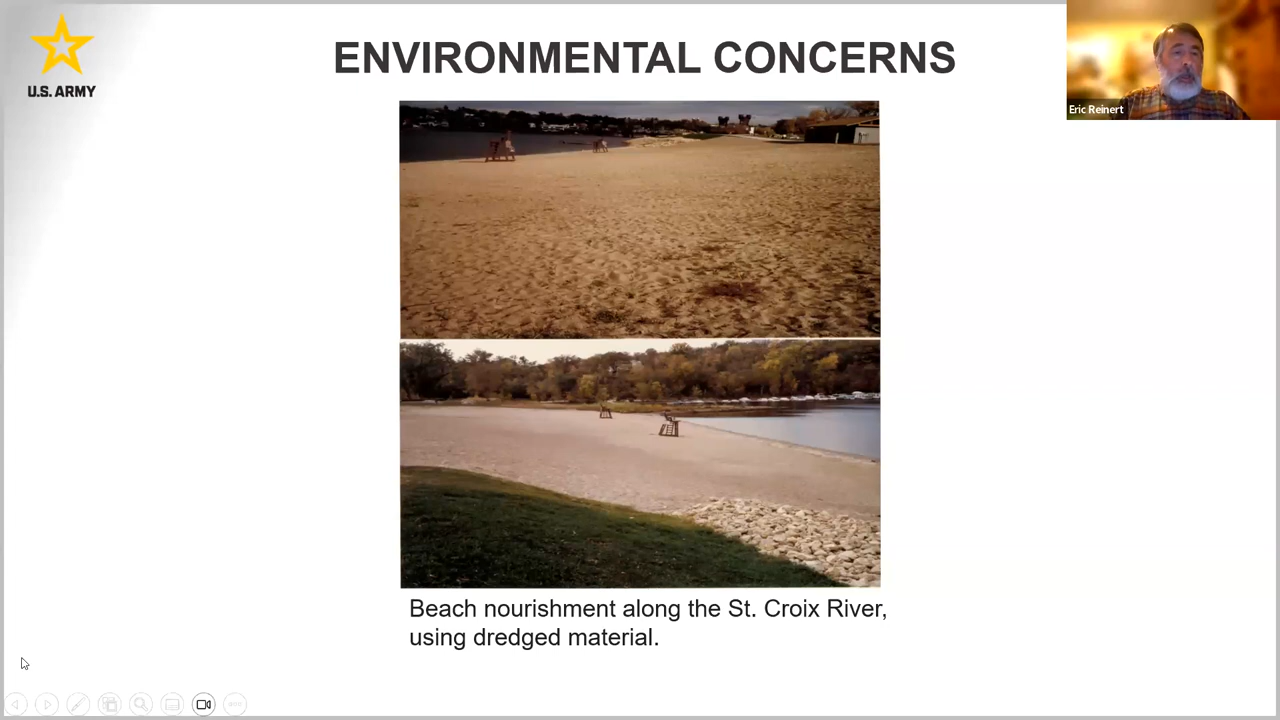 ENVIRONMENTAL CONCERNS
U.S. ARMY
Eric Reinert
Beach nourishment along the St. Croix River,
using dredged material.